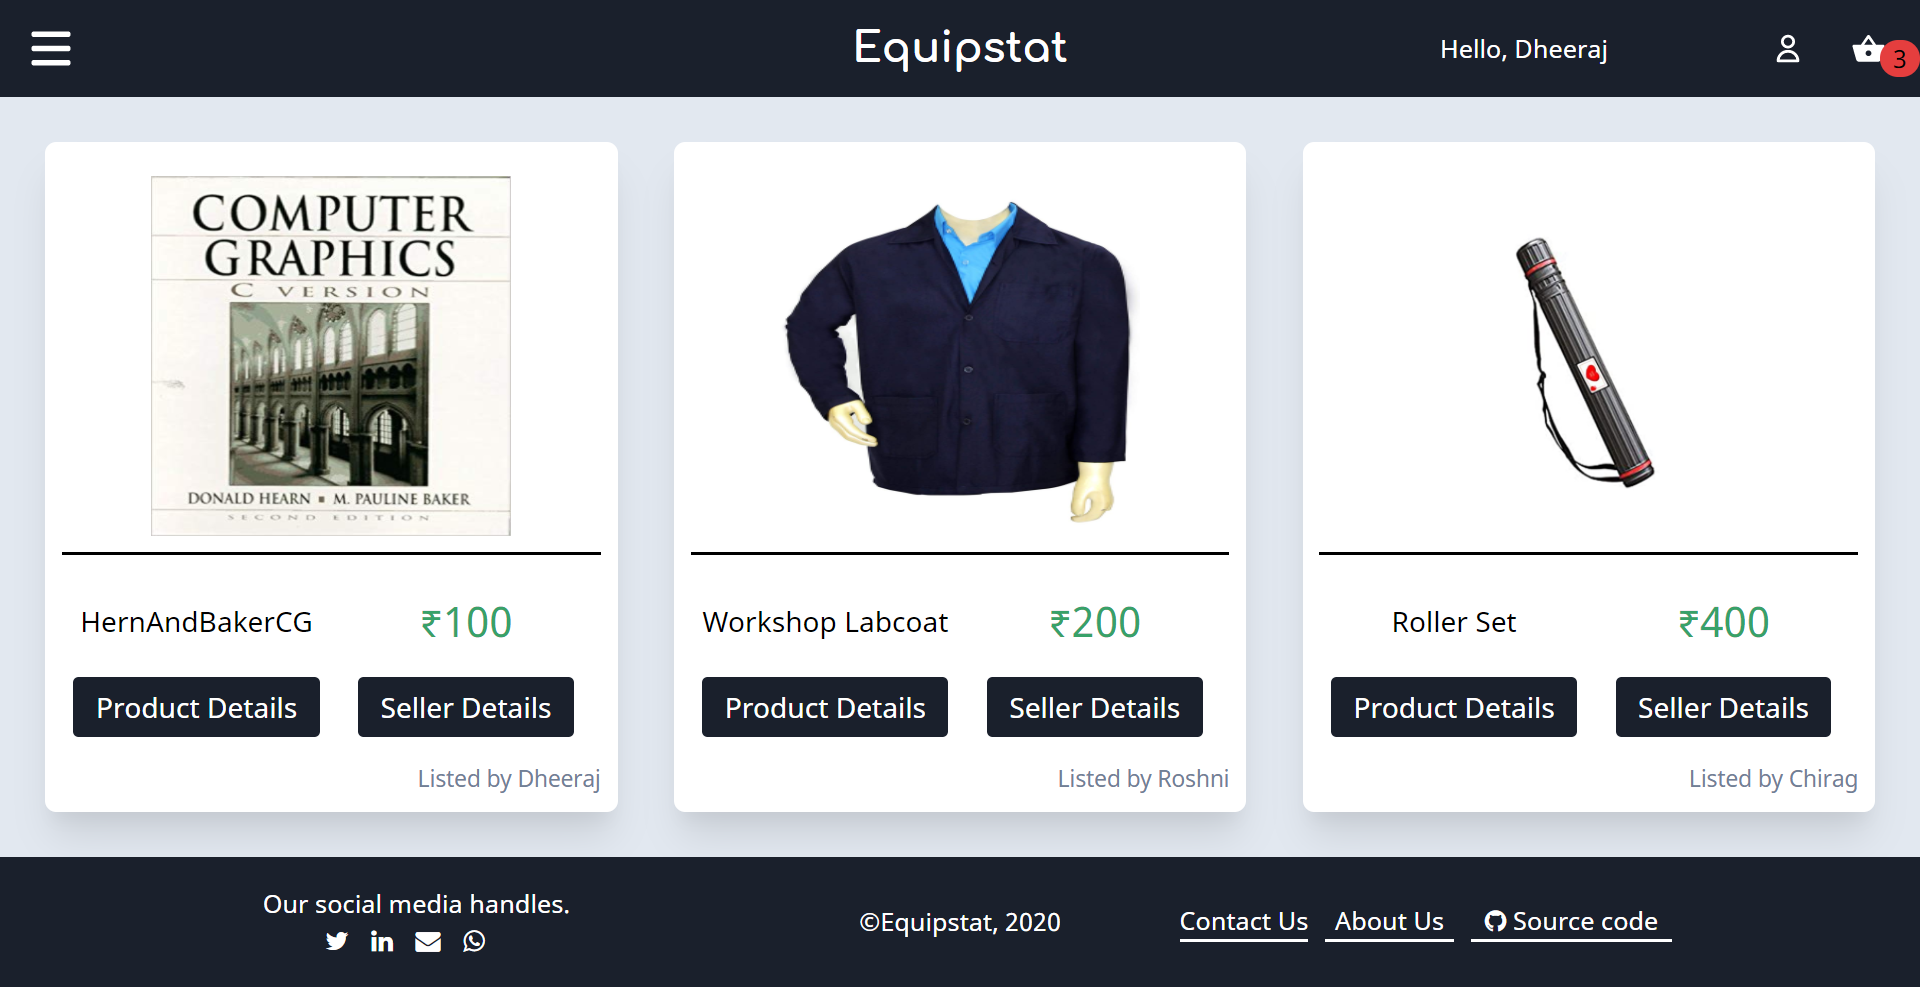 Equipstat
Hello, Dheeraj
3
COMPUTER
GRAPHICS
C VERSION
DONALD HEARN ■ M. PAULINE BAKER
SECOND EDITION
HernAndBakerCG
₹100
Product Details
Seller Details
Listed by Dheeraj
Workshop Labcoat
₹200
Product Details
Seller Details
Listed by Roshni
Roller Set
₹400
Product Details
Seller Details
Listed by Chirag
Our social media handles.
©Equipstat, 2020
Contact Us
About Us
Source code